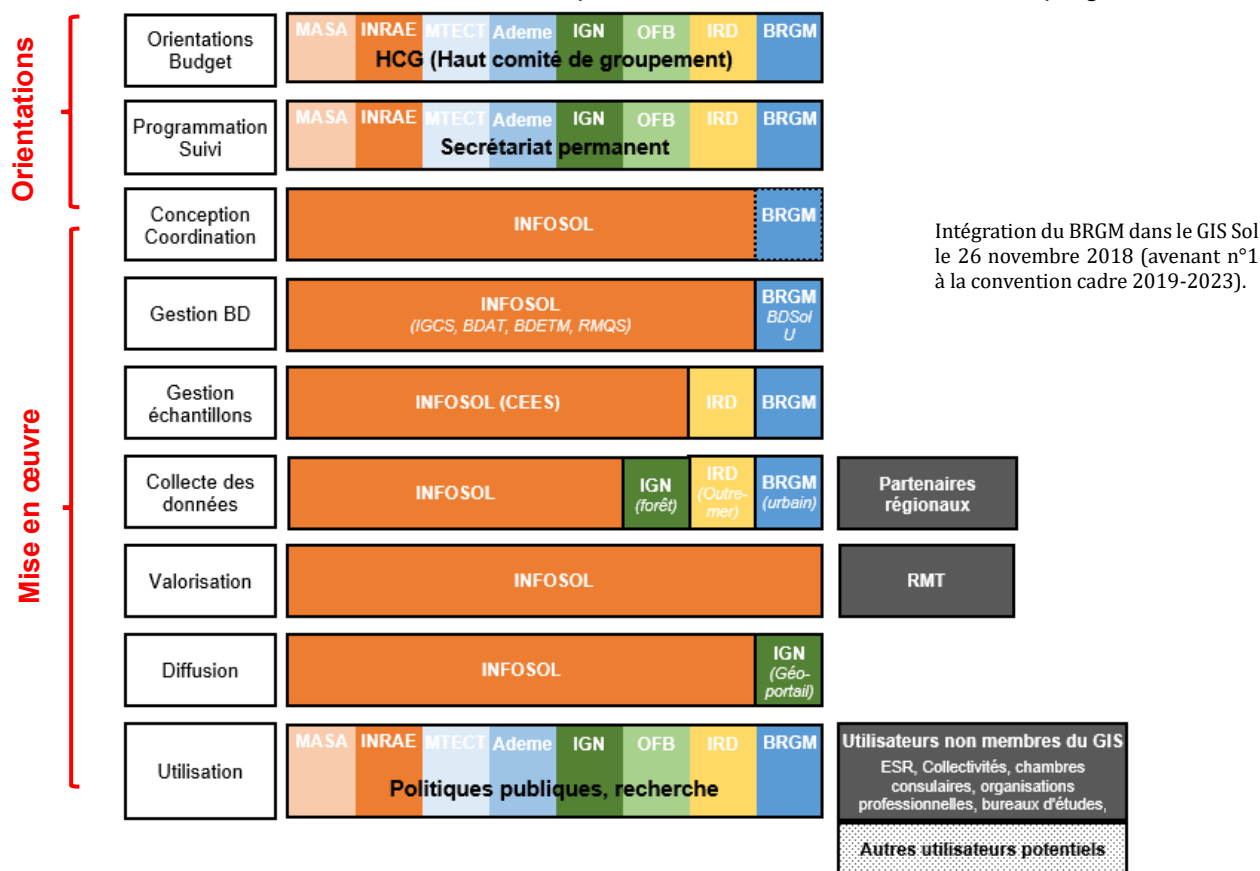 Orientations
Mise en œuvre
Orientations
Budget
MASA INRAE MTECT Ademe IGN OFB IRD BRGM
HCG (Haut comité de groupement)
Programmation
Suivi
MASA INRAE MTECT Ademe IGN OFB IRD BRGM
Secrétariat permanent
Conception
Coordination
INFOSOL
BRGM
Intégration du BRGM dans le GIS Sol
le 26 novembre 2018 (avenant n°1
à la convention cadre 2019-2023).
Gestion BD
INFOSOL
(IGCS, BDAT, BDETM, RMQS)
BRGM
BDSol
U
Gestion
échantillons
INFOSOL (CEES)
IRD
BRGM
Collecte des
données
INFOSOL
IGN
(forêt)
IRD
(Outre-
mer)
BRGM
(urbain)
Partenaires
régionaux
Valorisation
INFOSOL
RMT
Diffusion
INFOSOL
IGN
(Géo-
portail)
Utilisation
MASA INRAE MTECT Ademe IGN OFB IRD BRGM
Politiques publiques, recherche
Utilisateurs non membres du GIS
ESR, Collectivités, chambres
consulaires, organisations
professionnelles, bureaux d'études,
Autres utilisateurs potentiels